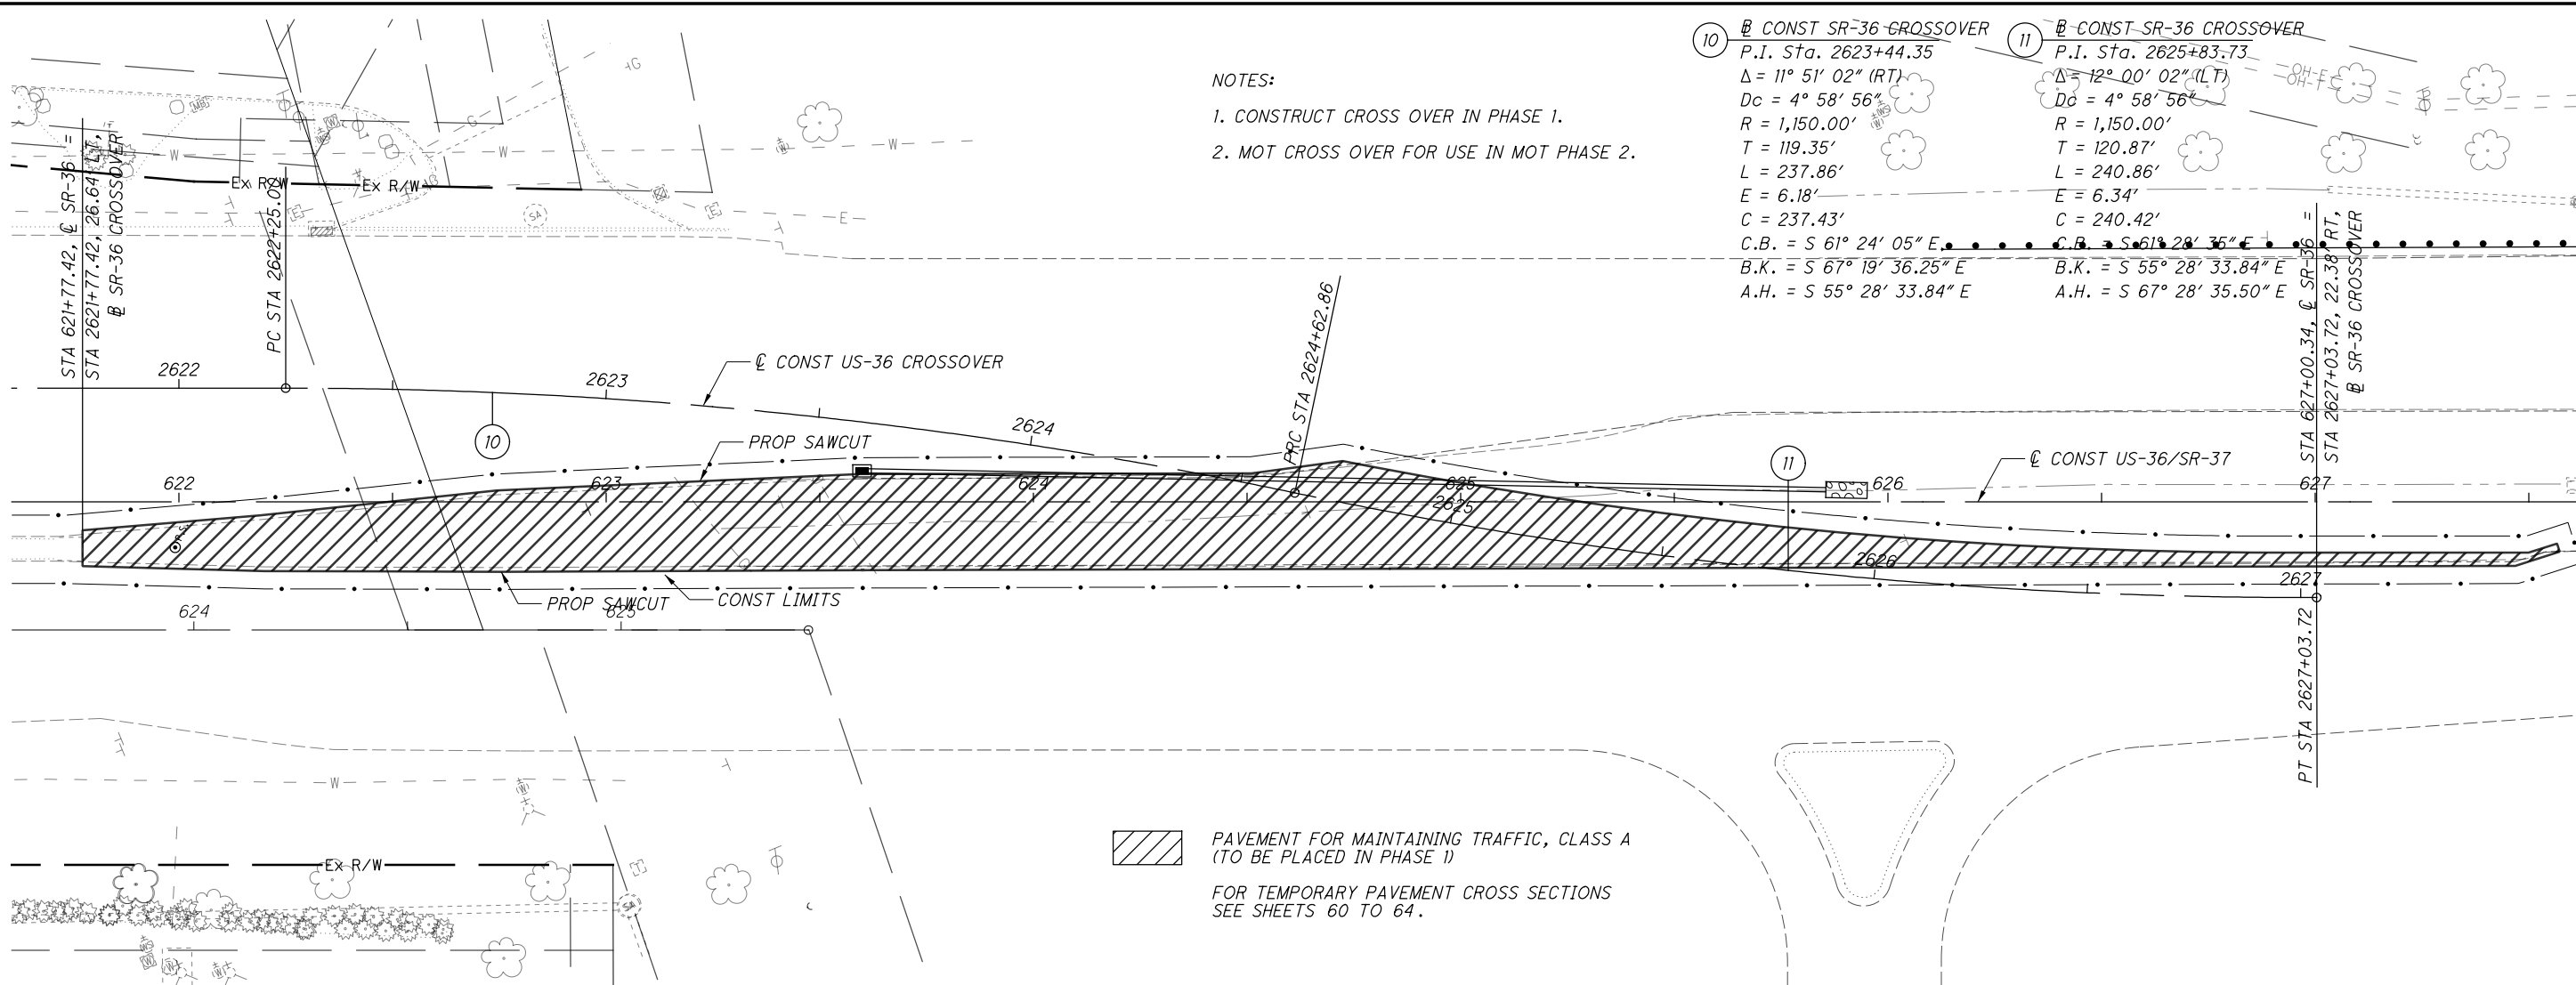 NOTES:
1. CONSTRUCT CROSS OVER IN PHASE 1.
2. MOT CROSS OVER FOR USE IN MOT PHASE 2.
10
℄ CONST SR-36 CROSSOVER
P.I. Sta. 2623+44.35
Δ = 11° 51' 02" (RT)
Dc = 4° 58' 56"
R = 1,150.00'
T = 119.35'
L = 237.86'
E = 6.18'
C = 237.43'
C.B. = S 61° 24' 05" E
B.K. = S 67° 19' 36.25" E
A.H. = S 55° 28' 33.84" E
11
℄ CONST SR-36 CROSSOVER
P.I. Sta. 2625+83.73
Δ = 12° 00' 02" (LT)
Dc = 4° 58' 56"
R = 1,150.00'
T = 120.87'
L = 240.86'
E = 6.34'
C = 240.42'
C.B. = S 61° 28' 35" E
B.K. = S 55° 28' 33.84" E
A.H. = S 67° 28' 35.50" E
OH-E
OH-T
G
G
W
W
W
Ex R/W
Ex R/W
E
E
E
SA
STA 621+77.42, ℄ SR-36 =
STA 2621+77.42, 26.64' LT,
℄ SR-36 CROSSOVER
PC STA 2622+25.00
PRC STA 2624+62.86
STA 627+00.34, ℄ SR-36 =
STA 2627+03.72, 22.38' RT,
℄ SR-36 CROSSOVER
PT STA 2627+03.72
2622
2623
2624
2625
2626
2627
℄ CONST US-36 CROSSOVER
10
PROP SAWCUT
11
℄ CONST US-36/SR-37
622
623
624
625
626
627
PROP SAWCUT
CONST LIMITS
624
625
W
Ex R/W
PAVEMENT FOR MAINTAINING TRAFFIC, CLASS A
(TO BE PLACED IN PHASE 1)
FOR TEMPORARY PAVEMENT CROSS SECTIONS
SEE SHEETS 60 TO 64.